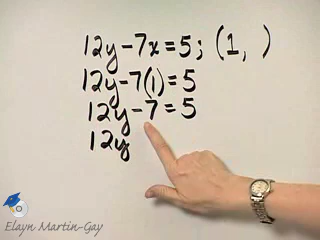 12y-7x=5; (1, )
12y-7(1)=5
12y-7=5
12y
Elayn Martin-Gay